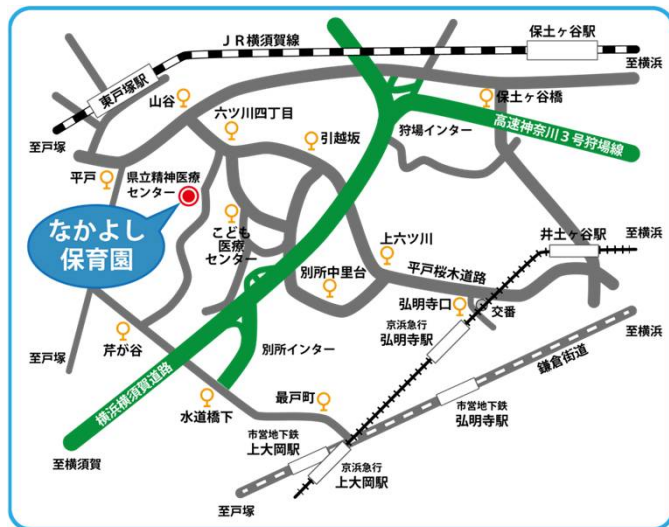 JR横須賀線
保土ヶ谷駅
至横浜
東戸塚駅
山谷
六ツ川四丁目
引越坂
狩場インター
保土ヶ谷橋
高速神奈川3号狩場線
至戸塚
平戸
県立精神医療
センター
なかよし
保育園
こども
医療
センター
別所中里台
上六ツ川
平戸桜木道路
井土ヶ谷駅
至横浜
弘明寺口
交番
京浜急行
弘明寺駅
至横浜
鎌倉街道
芹が谷
至戸塚
横浜横須賀道路
別所インター
水道橋下
最戸町
市営地下鉄
弘明寺駅
市営地下鉄
上大岡駅
京浜急行
上大岡駅
至横須賀
至戸塚